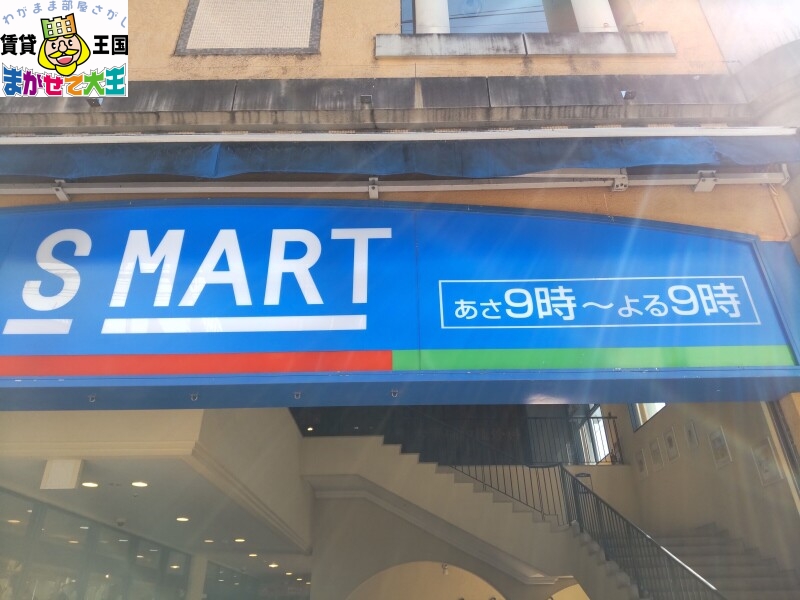 わがまま部屋さがし
賃貸王国
まかせて大王
S MART
あさ9時～よる9時